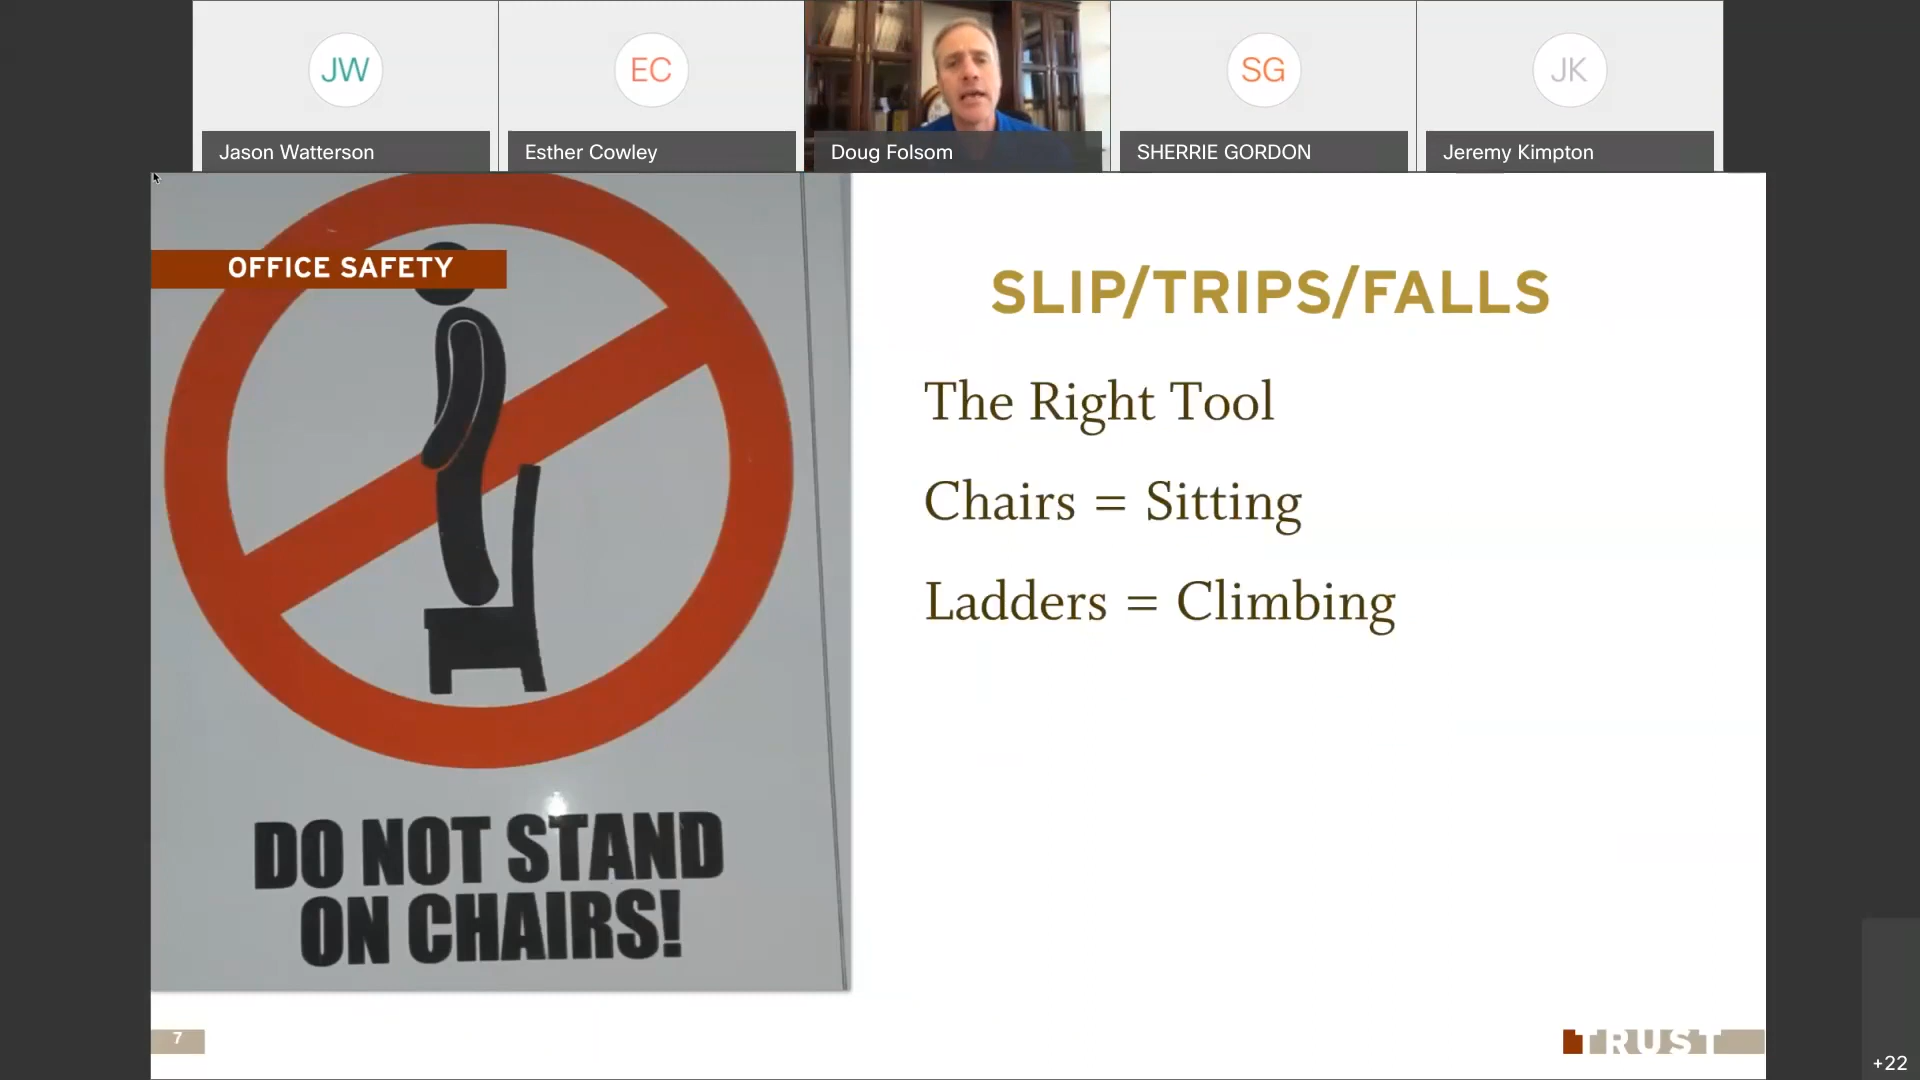 JW
EC
SG
JK
Jason Watterson
Esther Cowley
Doug Folsom
SHERRIE GORDON
Jeremy Kimpton
OFFICE SAFETY
DO NOT STAND
ON CHAIRS!
SLIP/TRIPS/FALLS
The Right Tool
Chairs = Sitting
Ladders = Climbing
7
TRUST
+22